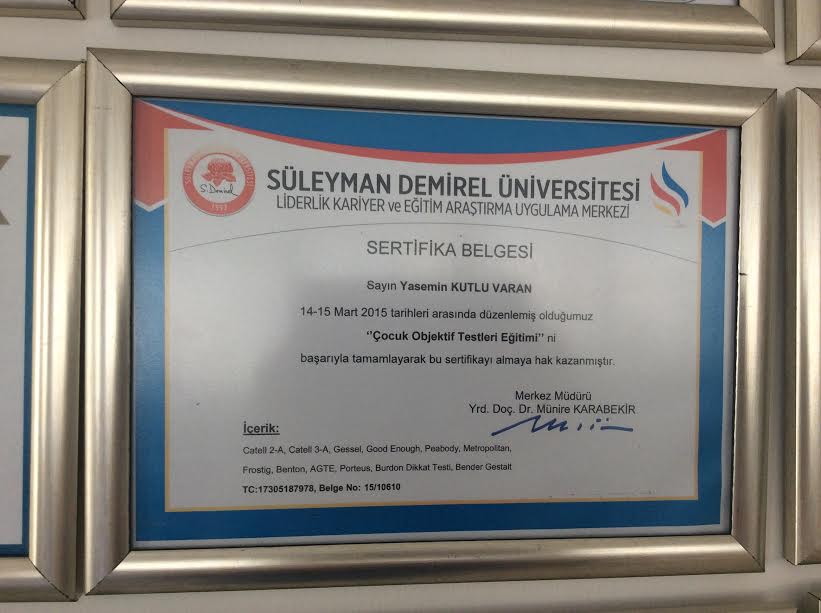 SÜLEYMAN DEMİREL ÜNİVERSİTESİ
LİDERLİK KARİYER ve EĞİTİM ARAŞTIRMA UYGULAMA MERKEZİ
S. Demirel
1992
SERTİFİKA BELGESİ
Sayın Yasemin KUTLU VARAN
14-15 Mart 2015 tarihleri arasında düzenlemiş olduğumuz
‘’Çocuk Objektif Testleri Eğitimi’’ ni
başarıyla tamamlayarak bu sertifikayı almaya hak kazanmıştır.
Merkez Müdürü
Yrd. Doç. Dr. Münire KARABEKİR
İçerik:
Catell 2-A, Catell 3-A, Gessel, Good Enough, Peabody, Metropolitan,
Frostig, Benton, AGTE, Porteus, Burdon Dikkat Testi, Bender Gestalt
TC:17305187978, Belge No: 15/10610